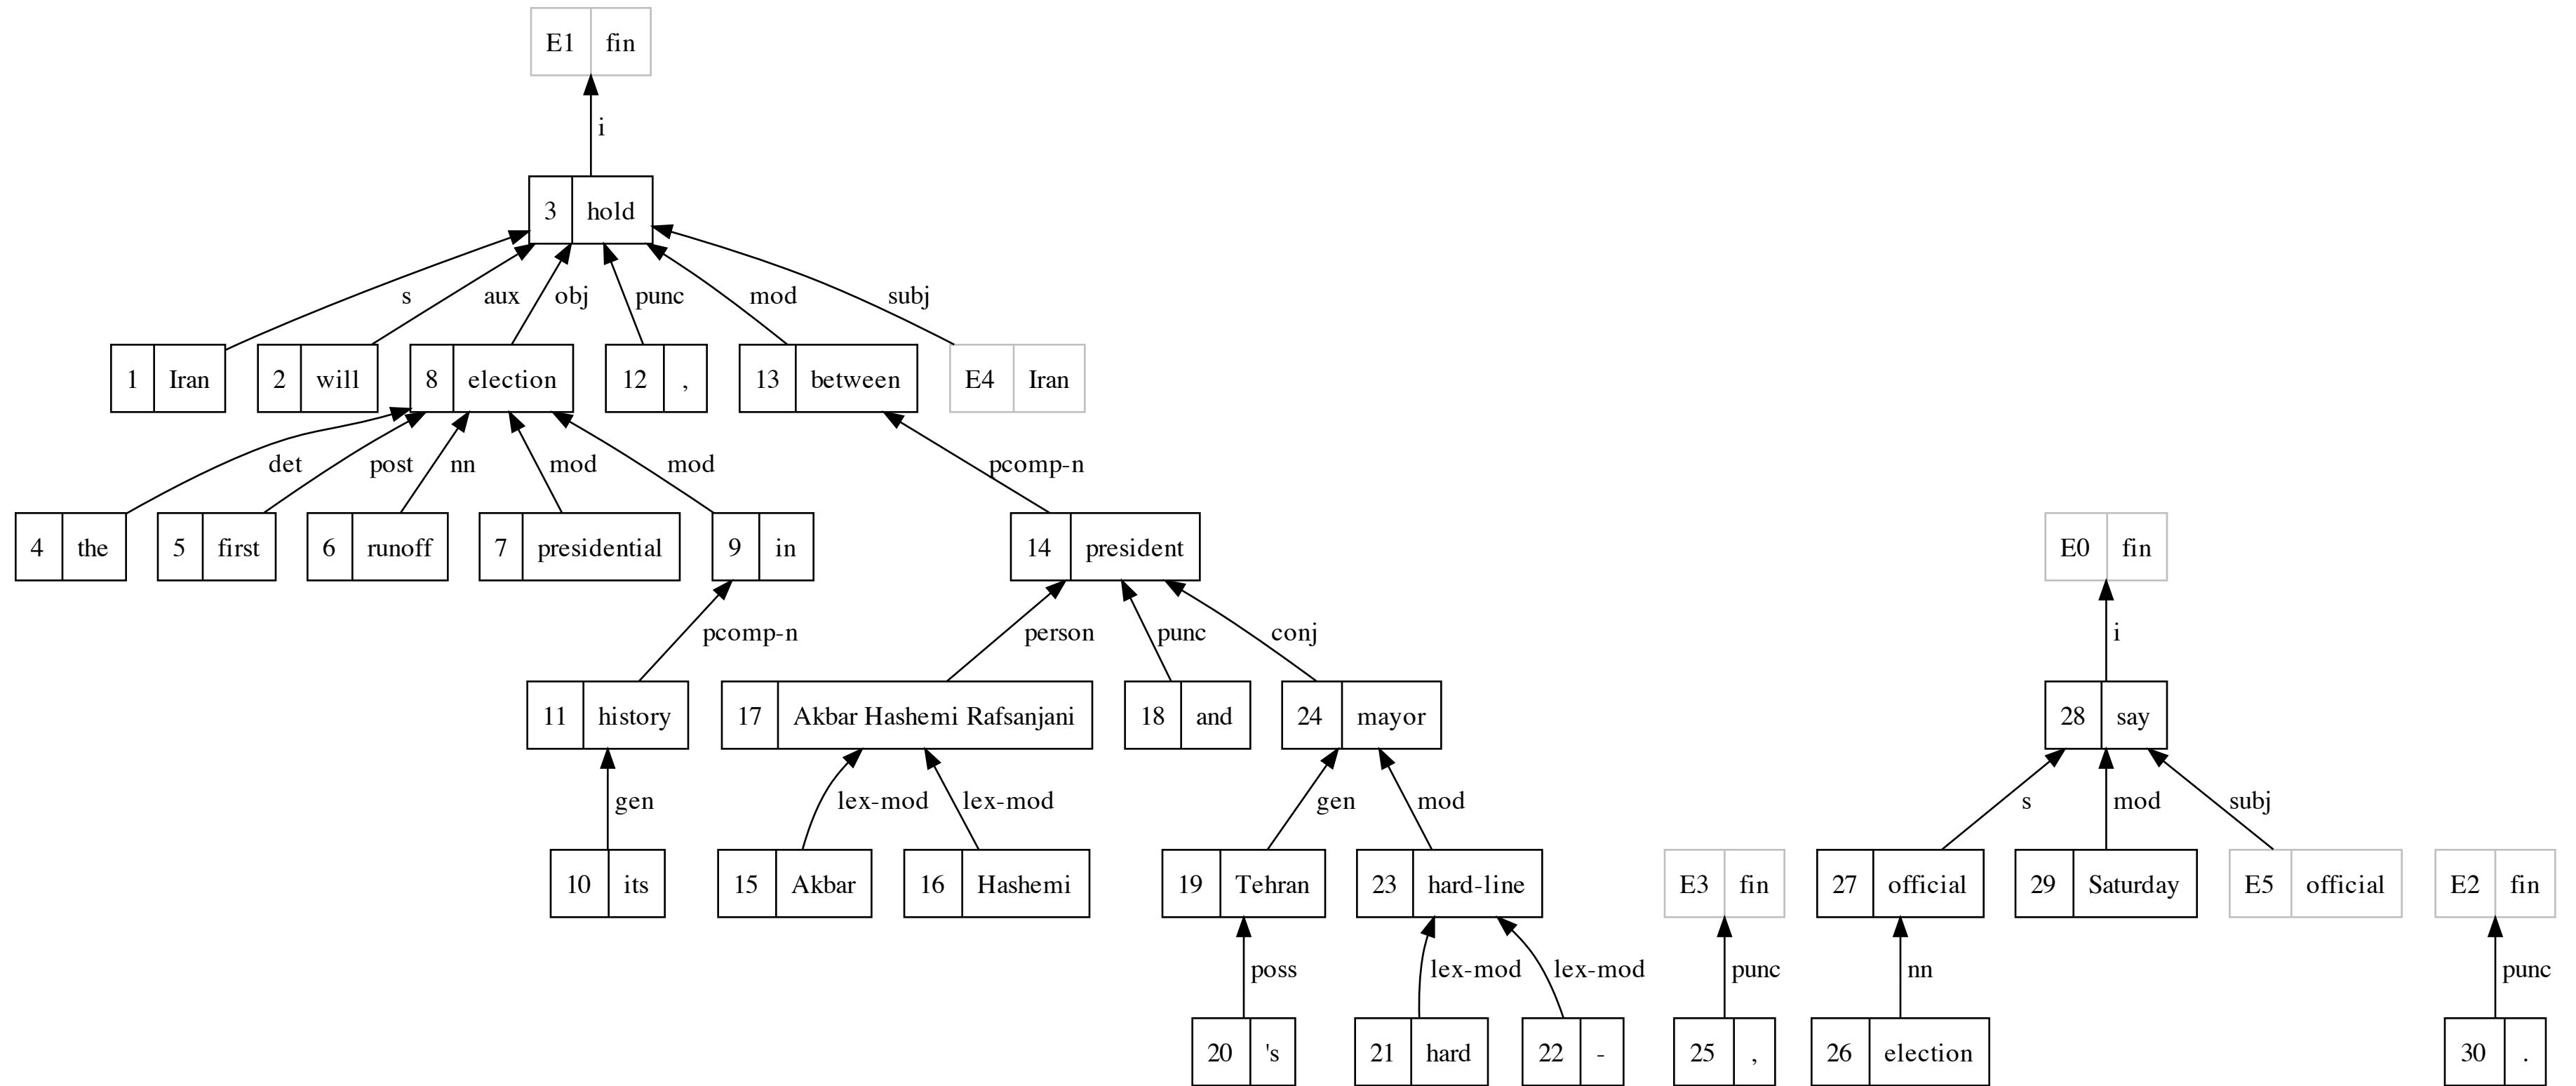 E1 fin
i
3 hold
s aux obj punc mod subj
1 Iran 2 will 8 election 12 , 13 between E4 Iran
det post nn mod mod pcomp-n
4 the 5 first 6 runoff 7 presidential 9 in 14 president E0 fin
pcomp-n person punc conj i
11 history 17 Akbar Hashemi Rafsanjani 18 and 24 mayor 28 say
gen lex-mod lex-mod gen mod s mod subj
10 its 15 Akbar 16 Hashemi 19 Tehran 23 hard-line E3 fin 27 official 29 Saturday E5 official E2 fin
poss lex-mod lex-mod punc nn punc
20 's 21 hard 22 - 25 , 26 election 30 .